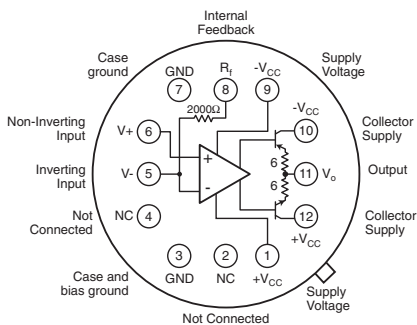 Internal
Feedback
Case
ground
Supply
Voltage
GND
7
Rf
8
-VCC
9
2000Ω
Non-Inverting
Input
V+
6
+
-VCC
10
Collector
Supply
Inverting
Input
V-
5
-
6
6
11
Vo
Output
Not
Connected
NC
4
12
+VCC
Collector
Supply
3
GND
2
NC
1
+VCC
Case and
bias ground
Supply
Voltage
Not Connected